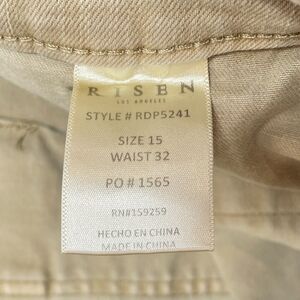 RISEN
LOS ANGELES
STYLE # RDP5241
SIZE 15
WAIST 32
PO # 1565
RN#159259
HECHO EN CHINA
MADE IN CHINA